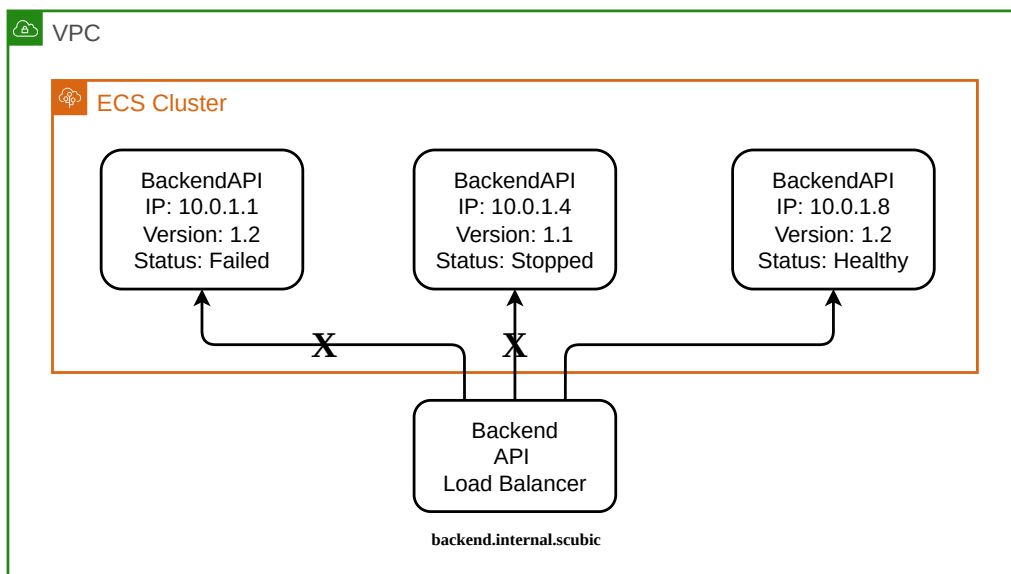 VPC
ECS Cluster
BackendAPI
IP: 10.0.1.1
Version: 1.2
Status: Failed
BackendAPI
IP: 10.0.1.4
Version: 1.1
Status: Stopped
BackendAPI
IP: 10.0.1.8
Version: 1.2
Status: Healthy
X
X
Backend
API
Load Balancer
backend.internal.scubic